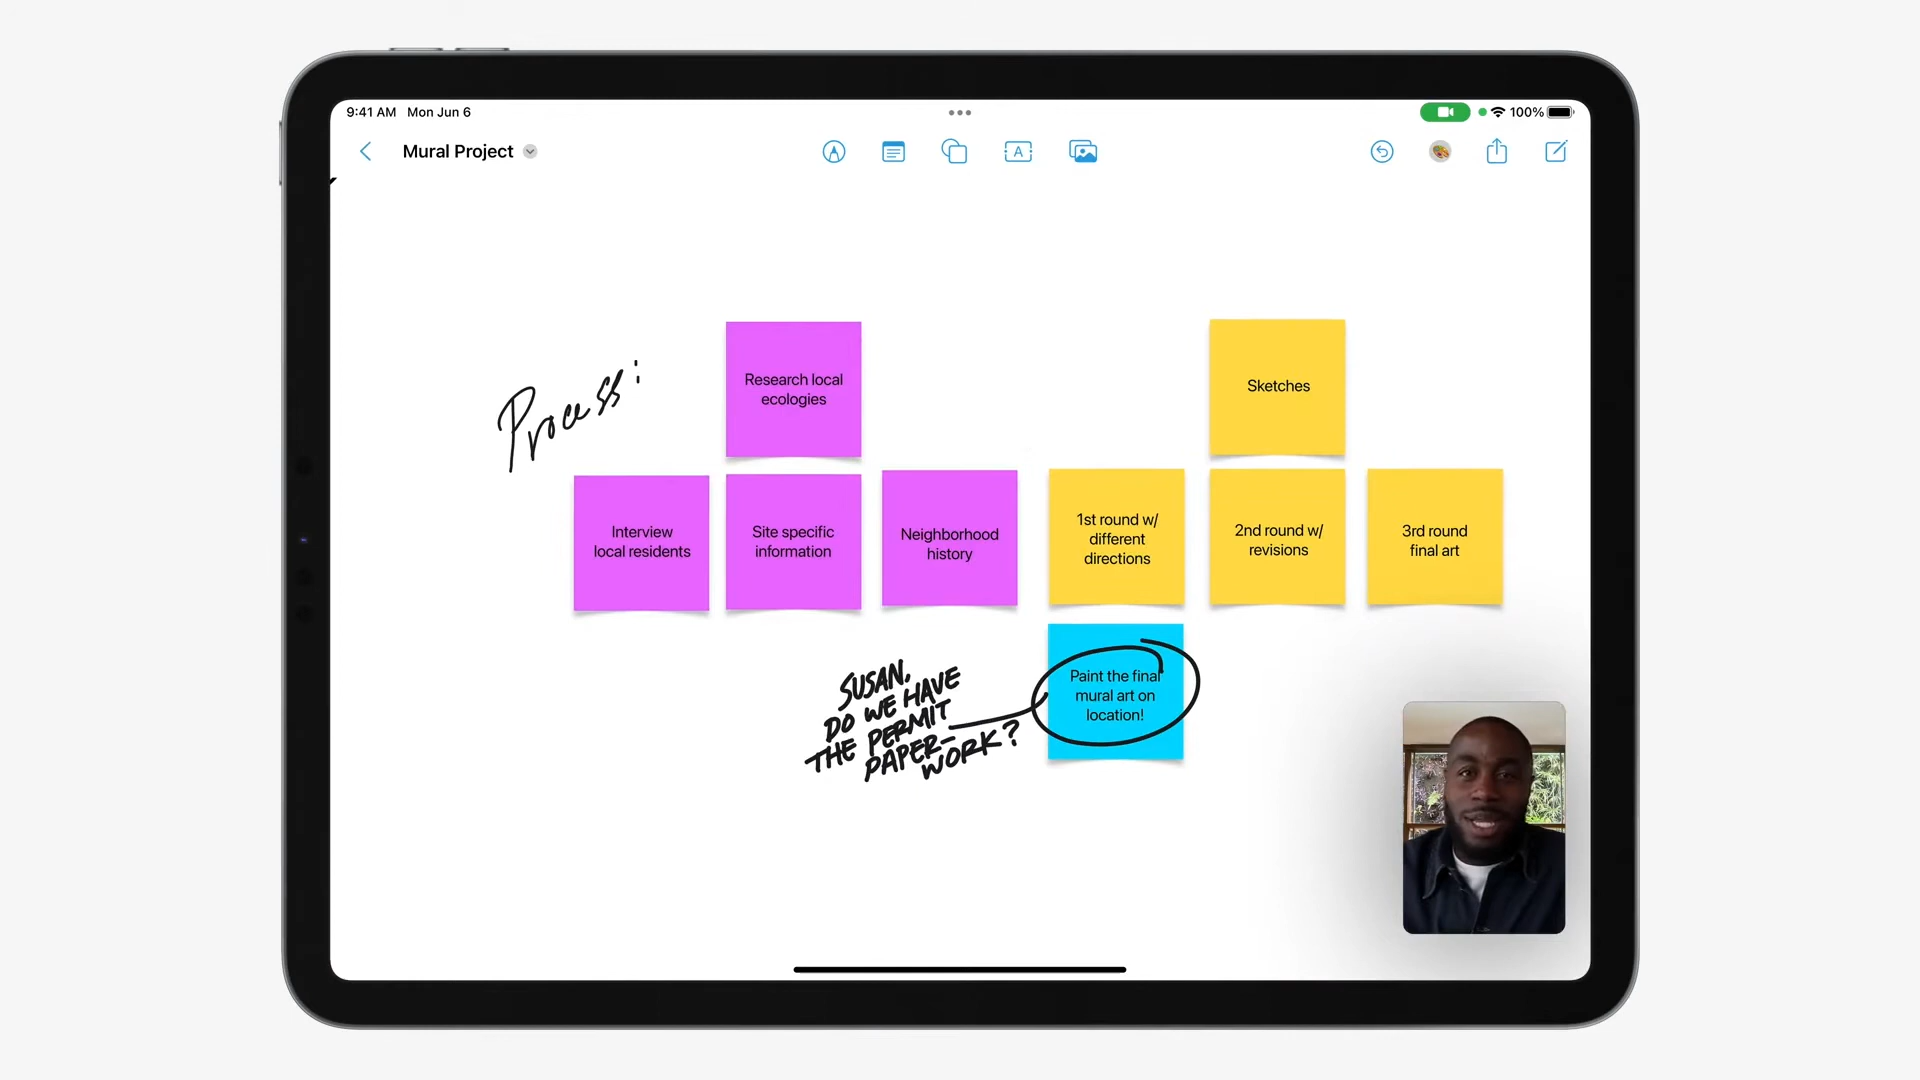 9:41 AM Mon Jun 6
100%
Mural Project
A
Process:
Research local
ecologies
Sketches
Interview
local residents
Site specific
information
Neighborhood
history
1st round w/
different
directions
2nd round w/
revisions
3rd round
final art
SUSAN,
DO WE HAVE
THE PERMIT
PAPER-
WORK?
Paint the final
mural art on
location!